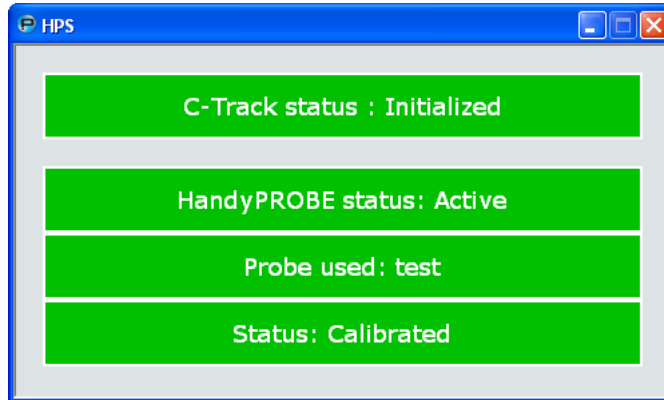 HPS
C-Track status : Initialized
HandyPROBE status: Active
Probe used: test
Status: Calibrated